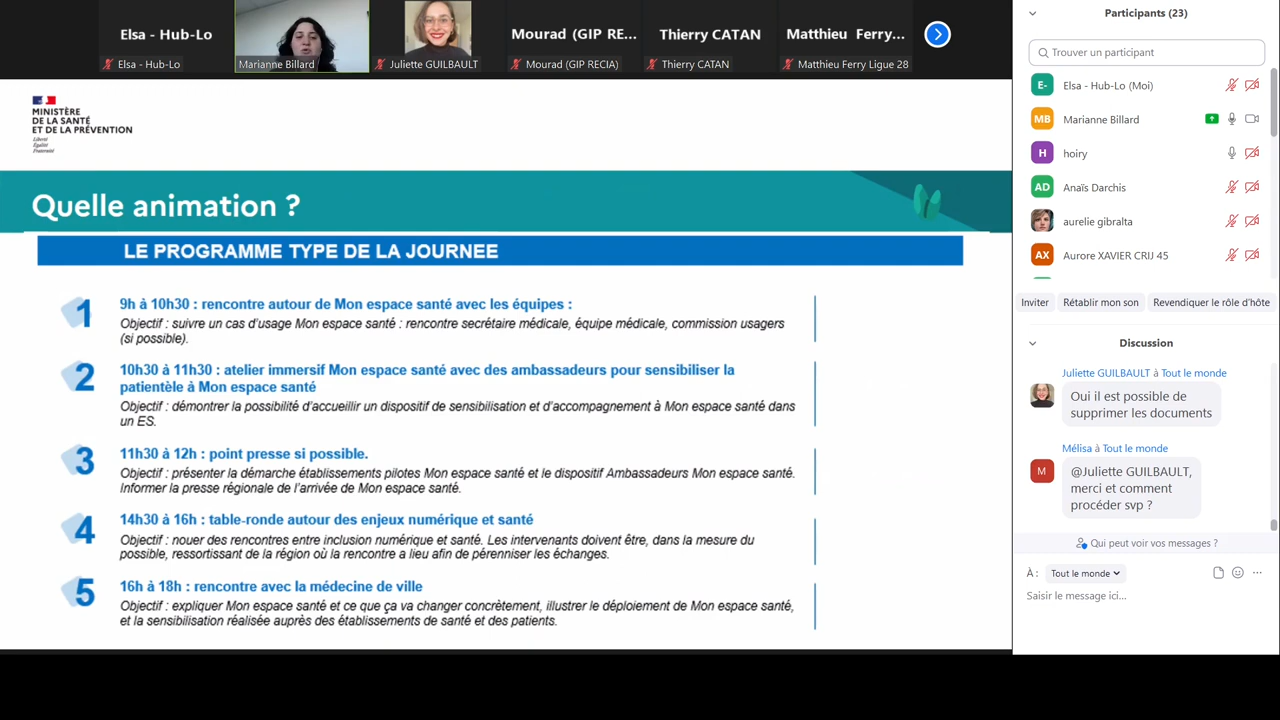 Elsa - Hub-Lo
Mourad (GIP RE...
Thierry CATAN
Matthieu Ferry...
Elsa - Hub-Lo
Marianne Billard
Juliette GUILBAULT
Mourad (GIP RECIA)
Thierry CATAN
Matthieu Ferry Ligue 28
MINISTÈRE
DE LA SANTÉ
ET DE LA PRÉVENTION
Liberté
Égalité
Fraternité
Quelle animation ?
LE PROGRAMME TYPE DE LA JOURNEE
1
9h à 10h30 : rencontre autour de Mon espace santé avec les équipes :
Objectif : suivre un cas d'usage Mon espace santé : rencontre secrétaire médicale, équipe médicale, commission usagers
(si possible).
2
10h30 à 11h30 : atelier immersif Mon espace santé avec des ambassadeurs pour sensibiliser la
patientèle à Mon espace santé
Objectif : démontrer la possibilité d'accueillir un dispositif de sensibilisation et d'accompagnement à Mon espace santé dans
un ES.
3
11h30 à 12h : point presse si possible.
Objectif : présenter la démarche établissements pilotes Mon espace santé et le dispositif Ambassadeurs Mon espace santé.
Informer la presse régionale de l'arrivée de Mon espace santé.
4
14h30 à 16h : table-ronde autour des enjeux numérique et santé
Objectif : nouer des rencontres entre inclusion numérique et santé. Les intervenants doivent être, dans la mesure du
possible, ressortissant de la région où la rencontre a lieu afin de pérenniser les échanges.
5
16h à 18h : rencontre avec la médecine de ville
Objectif : expliquer Mon espace santé et ce que ça va changer concrètement, illustrer le déploiement de Mon espace santé,
et la sensibilisation réalisée auprès des établissements de santé et des patients.
Participants (23)
Trouver un participant
E- Elsa - Hub-Lo (Moi)
MB Marianne Billard
H hoiry
AD Anaïs Darchis
aurelie gibralta
AX Aurore XAVIER CRIJ 45
Inviter Rétablir mon son Revendiquer le rôle d'hôte
Discussion
Juliette GUILBAULT à Tout le monde
Oui il est possible de
supprimer les documents
Mélisa à Tout le monde
M
@Juliette GUILBAULT,
merci et comment
procéder svp ?
Qui peut voir vos messages ?
À : Tout le monde
Saisir le message ici...